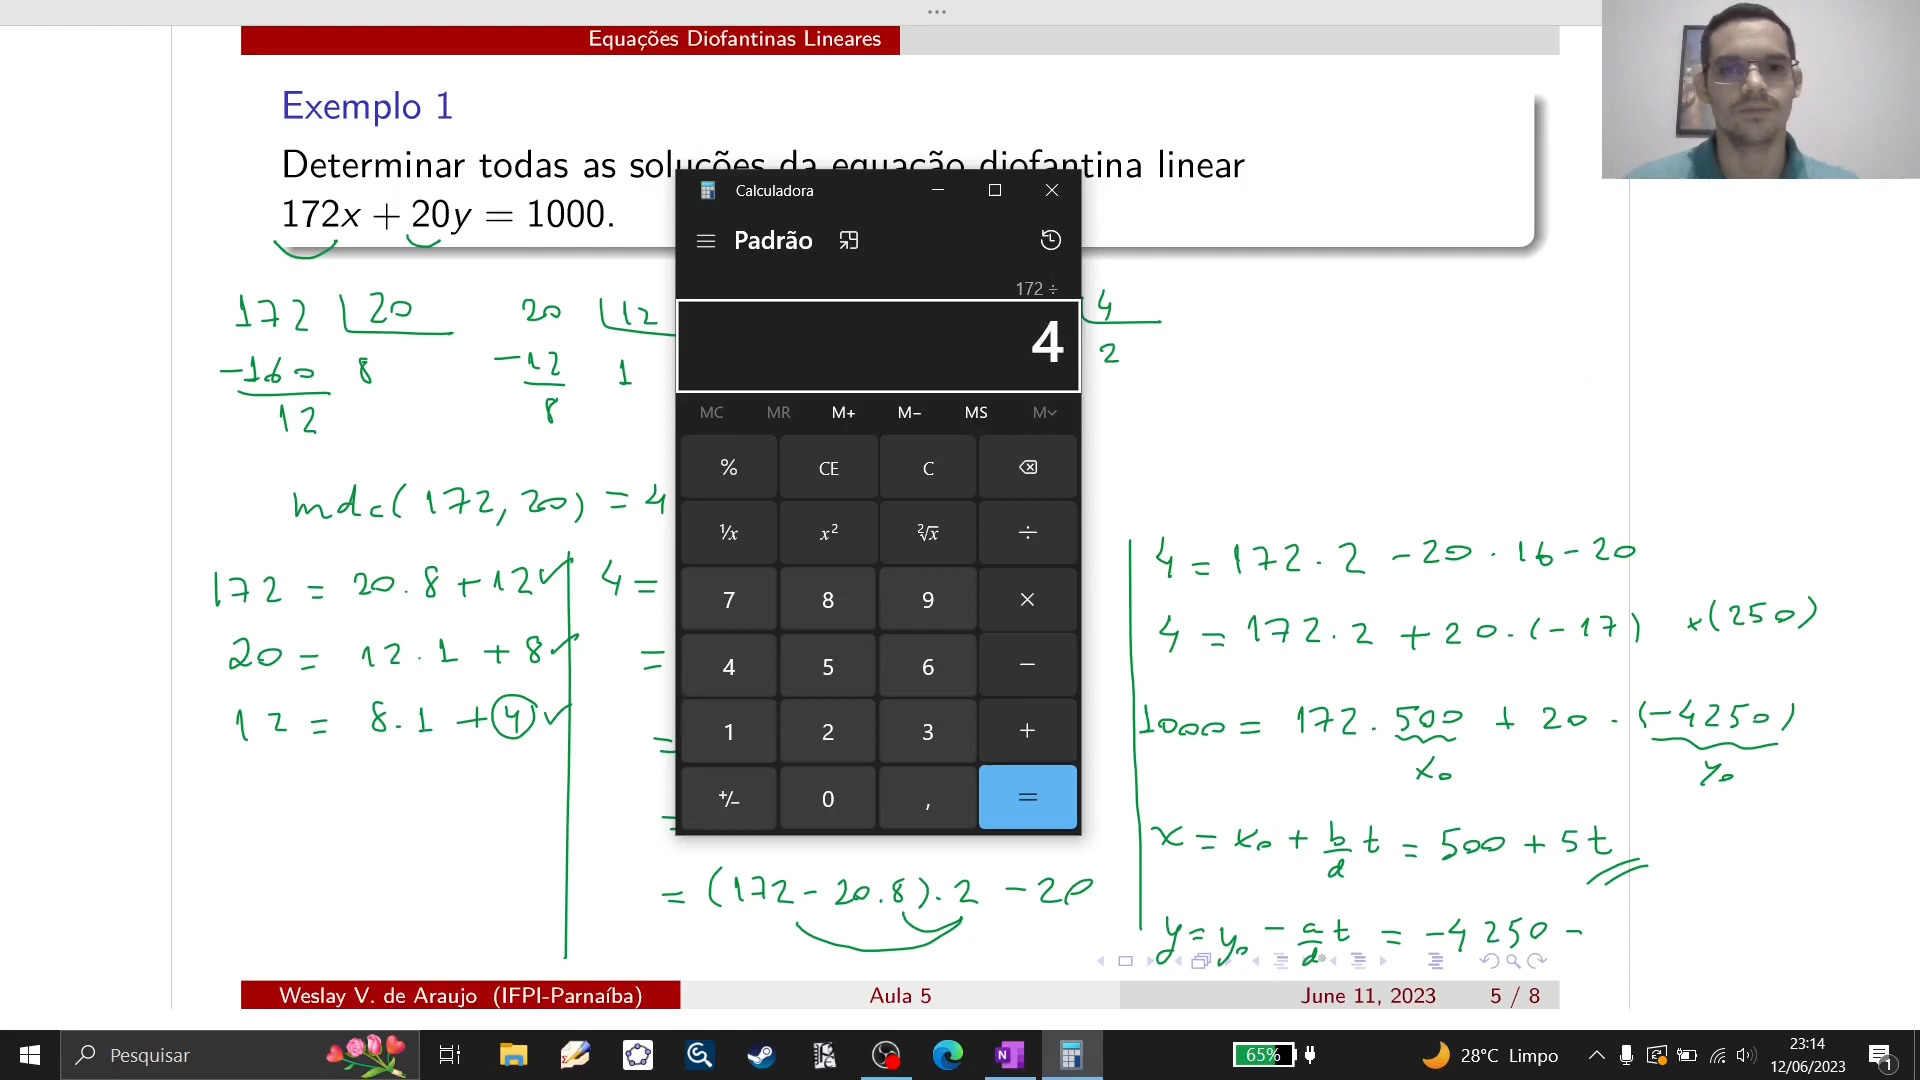 Equações Diofantinas Lineares
Exemplo 1
Determinar todas as soluções da equação diofantina linear
172x + 20y = 1000.
172 20
-160 8
12
20 12
-12 1
8
4
2
mdc(172, 20) = 4
172 = 20.8 + 12
20 = 12.1 + 8
12 = 8.1 + 4
4 =
=
=
=
= (172 - 20.8).2 - 20
4 = 172.2 - 20.16 - 20
4 = 172.2 + 20.(-17) x(250)
1000 = 172.500 + 20.(-4250)
x₀ y₀
x = x₀ + b/d t = 500 + 5t
y = y₀ - a/d t = -4250 -
Calculadora
Padrão
172 ÷
4
MC MR M+ M- MS M
% CE C
¹/x x² ²√x ÷
7 8 9 ×
4 5 6 −
1 2 3 +
+/− 0 , =
Weslay V. de Araujo (IFPI-Parnaíba) Aula 5 June 11, 2023 5 / 8
Pesquisar
65%
28°C Limpo
23:14
12/06/2023
1